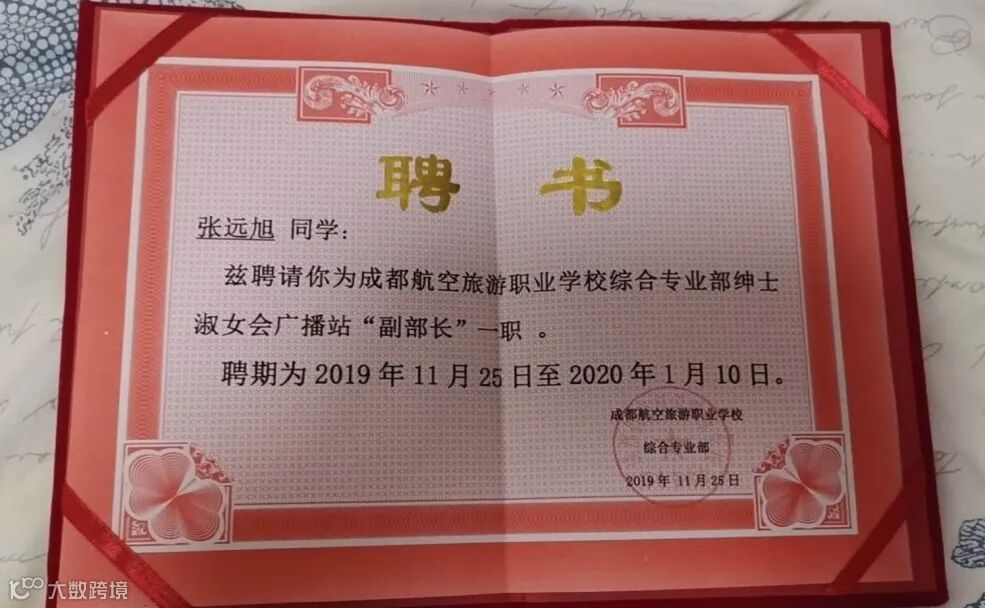 聘 书
张远旭 同学：
兹聘请你为成都航空旅游职业学校综合专业部绅士
淑女会广播站“副部长”一职 。
聘期为 2019 年 11 月 25 日至 2020 年 1 月 10 日。
成都航空旅游职业学校
综合专业部
2019 年 11 月 25 日
大数跨境